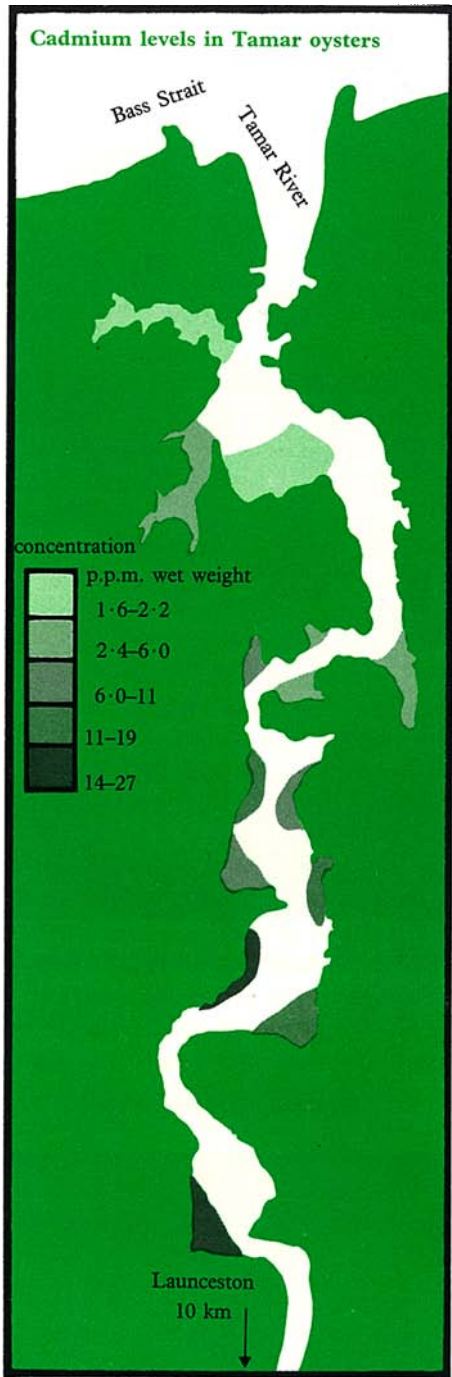 Cadmium levels in Tamar oysters
Bass Strait
Tamar River
concentration
p.p.m. wet weight
1·6–2·2
2·4–6·0
6·0–11
11–19
14–27
Launceston
10 km